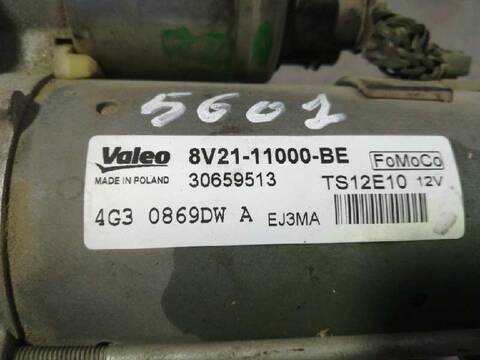 5601
Valeo 8V21-11000-BE FoMoCo
MADE IN POLAND 30659513 TS12E10 12V
4G3 0869DW A EJ3MA